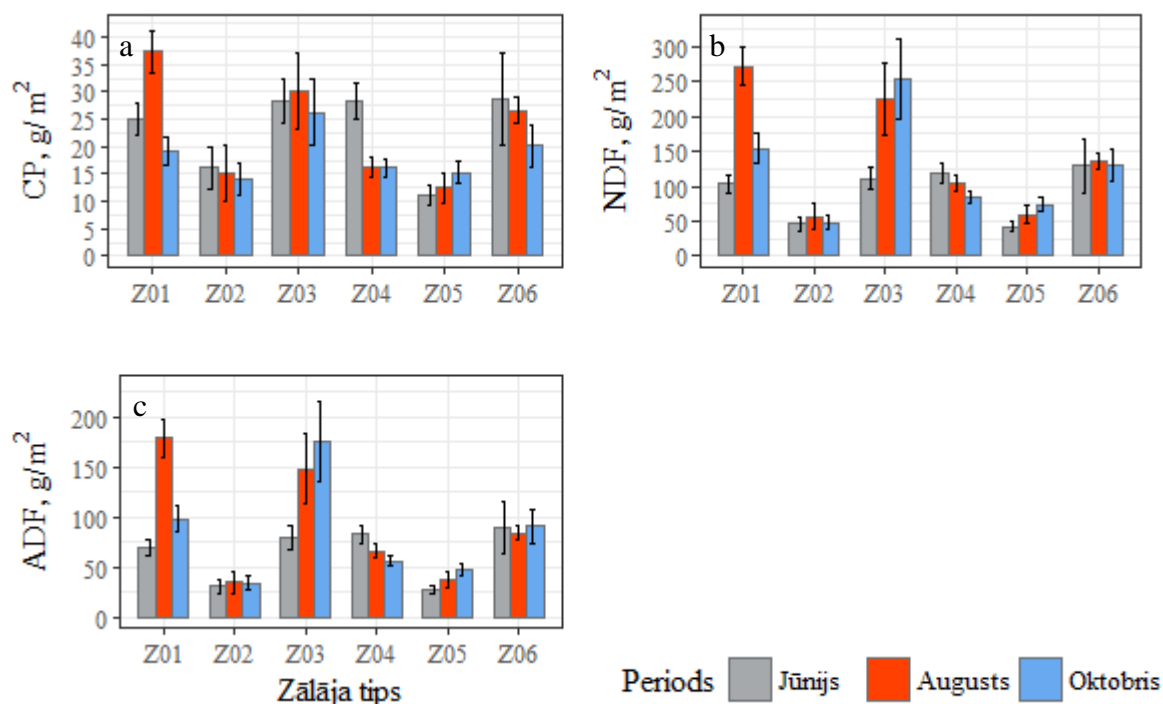 a
CP, g/m²
40
35
30
25
20
15
10
5
0
Z01 Z02 Z03 Z04 Z05 Z06
b
NDF, g/m²
300
250
200
150
100
50
0
Z01 Z02 Z03 Z04 Z05 Z06
c
ADF, g/m²
200
150
100
50
0
Z01 Z02 Z03 Z04 Z05 Z06
Zālāja tips
Periods Jūnijs Augusts Oktobris